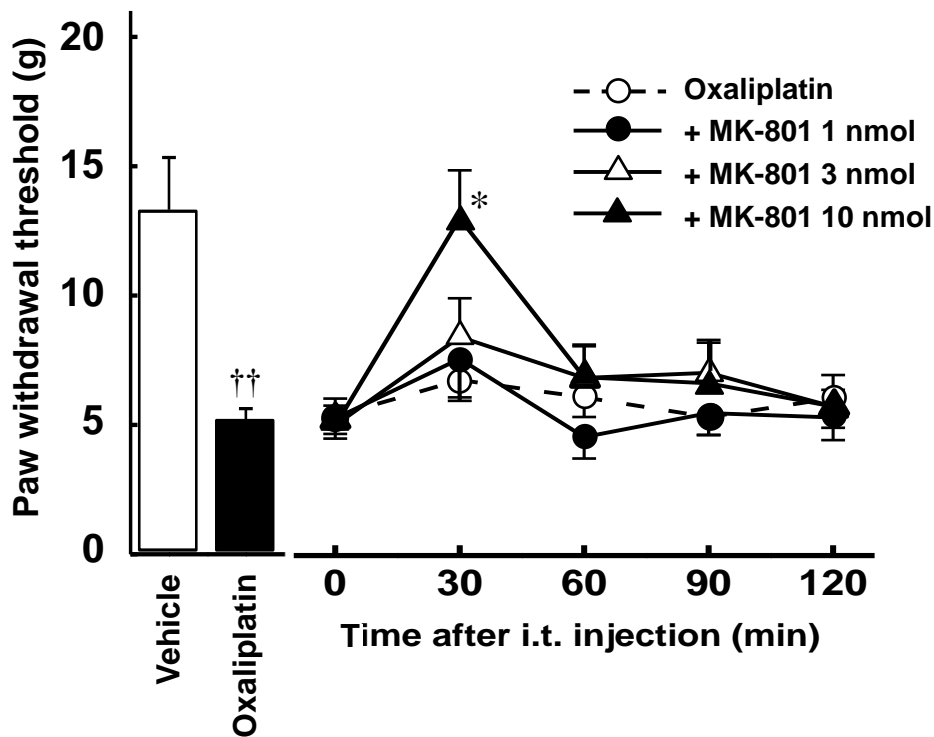 Paw withdrawal threshold (g)
20
15
10
5
0
††
Vehicle
Oxaliplatin
*
Oxaliplatin
+ MK-801 1 nmol
+ MK-801 3 nmol
+ MK-801 10 nmol
0 30 60 90 120
Time after i.t. injection (min)